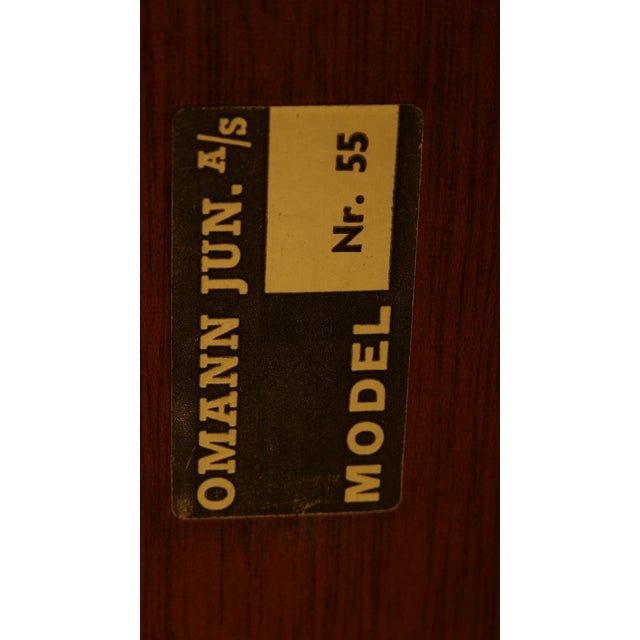 OMANN JUN. A/S
MODEL Nr. 55